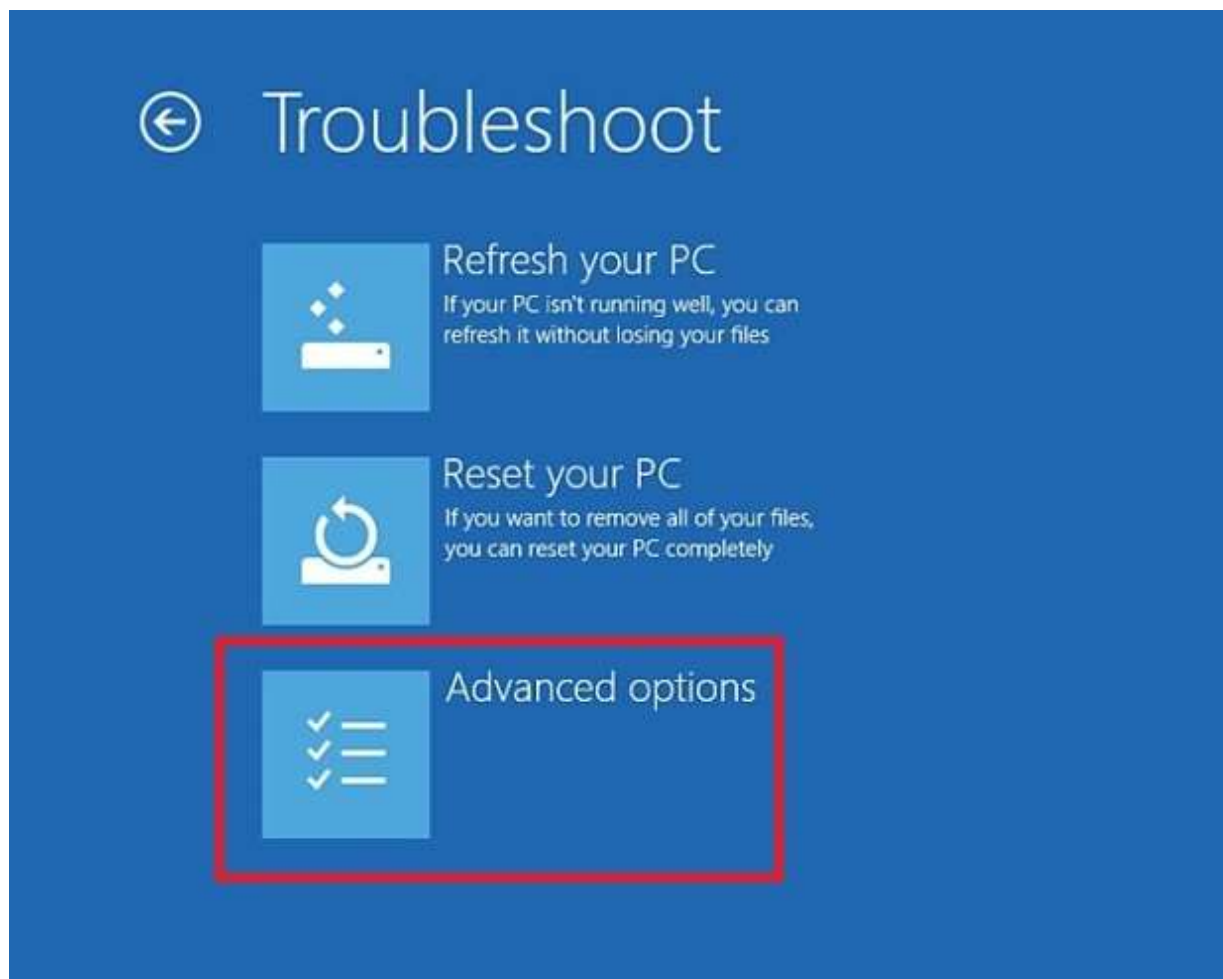 Troubleshoot
Refresh your PC
If your PC isn't running well, you can
refresh it without losing your files
Reset your PC
If you want to remove all of your files,
you can reset your PC completely
Advanced options